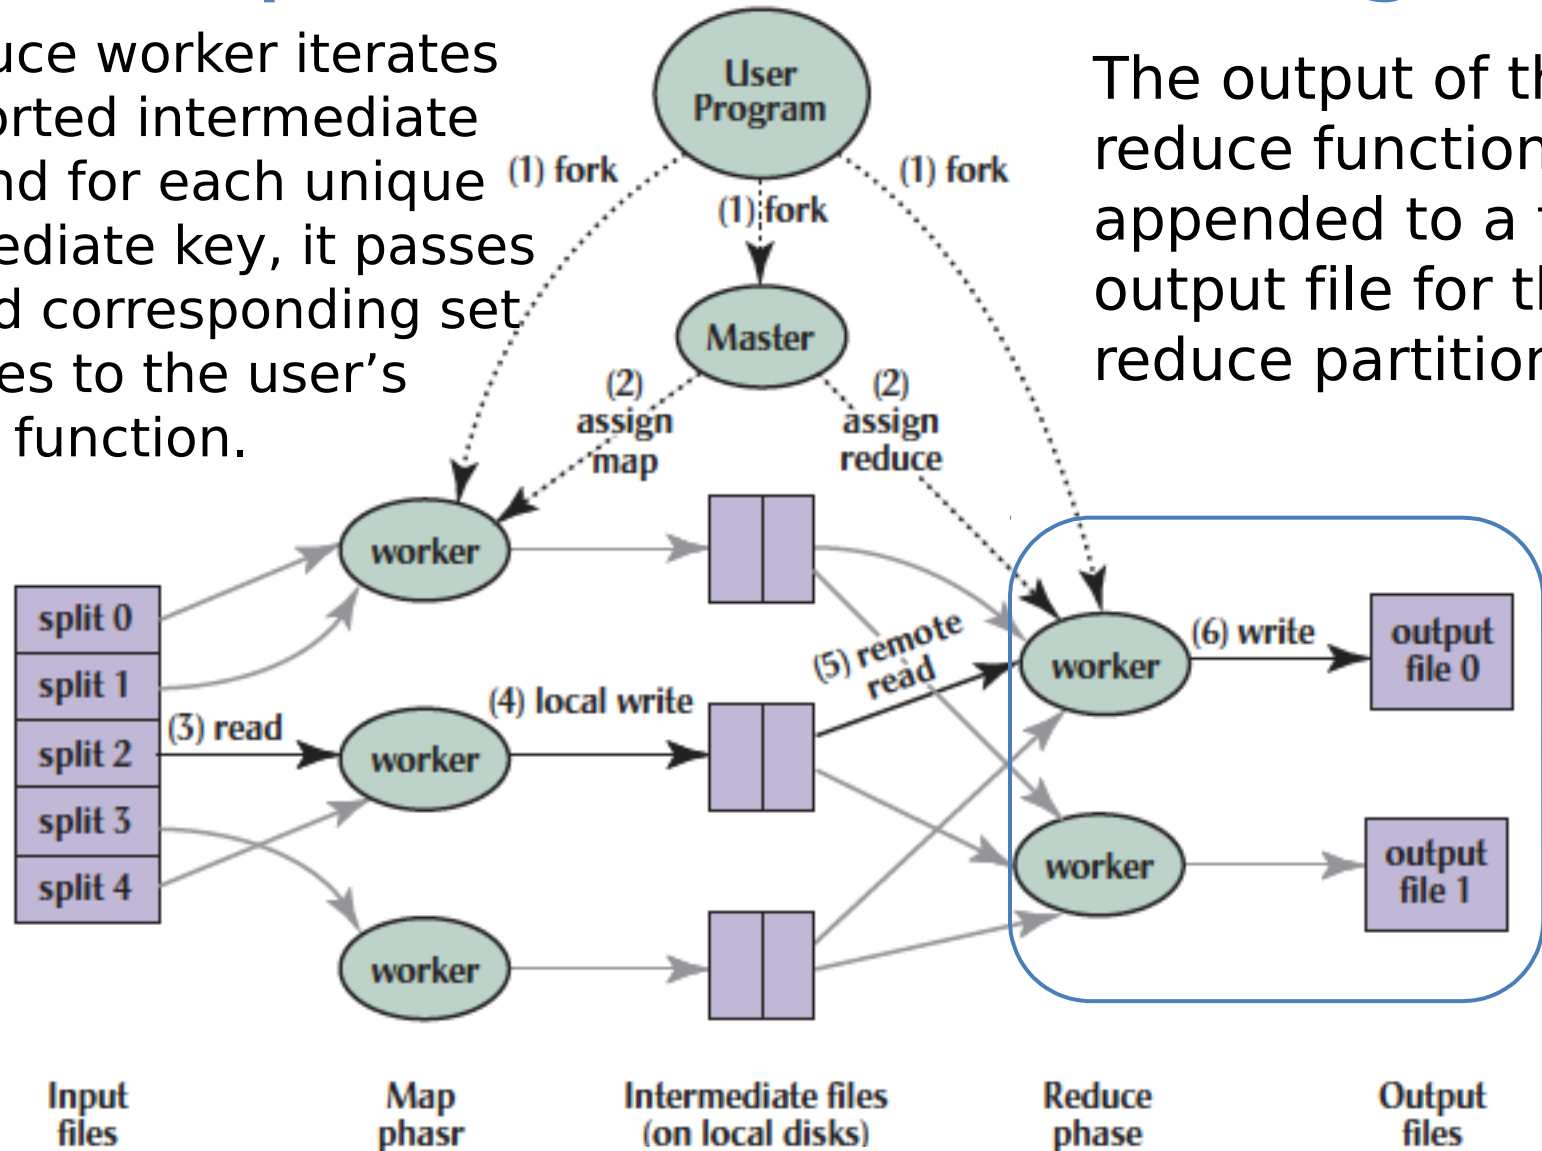 uce worker iterates
orted intermediate
nd for each unique
ediate key, it passes
d corresponding set
es to the user’s
function.
The output of th
reduce function
appended to a
output file for th
reduce partition
User
Program
(1) fork
(1) fork
(1) fork
Master
(2)
assign
map
(2)
assign
reduce
worker
worker
worker
split 0
split 1
split 2
split 3
split 4
(3) read
(4) local write
(5) remote
read
worker
worker
(6) write
output
file 0
output
file 1
Input
files
Map
phasr
Intermediate files
(on local disks)
Reduce
phase
Output
files